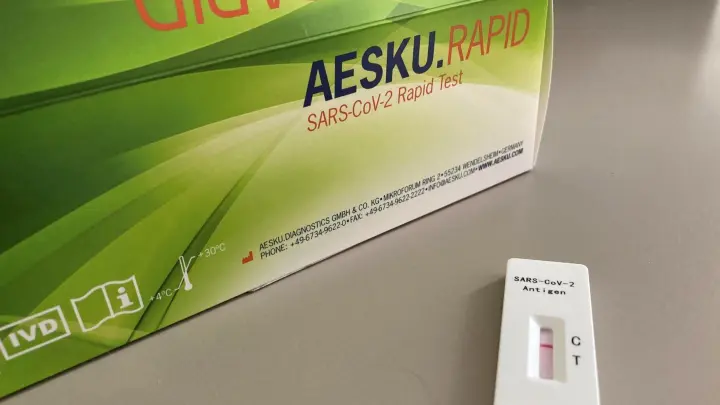 AESKU.RAPID
SARS-CoV-2 Rapid Test
AESKU.DIAGNOSTICS GMBH & CO. KG•MIKROFORUM RING 2•55234 WENDELSHEIM•GERMANY
PHONE: +49-6734-9622-0•FAX: +49-6734-9622-2222•INFO@AESKU.COM•WWW.AESKU.COM
+30°C
+4°C
IVD
i
SARS-CoV-2
Antigen
C
T